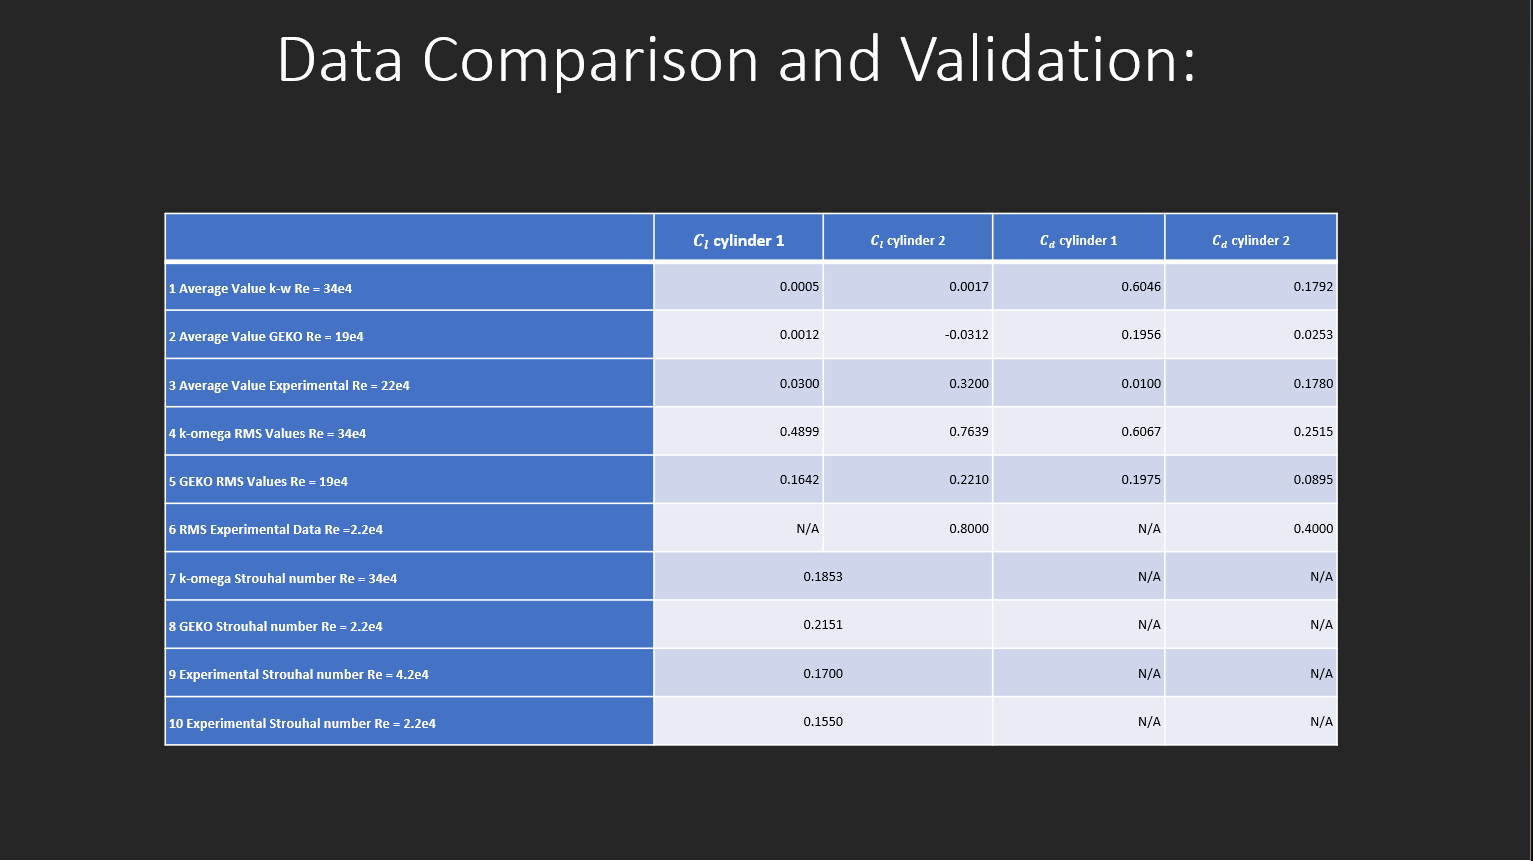 Data Comparison and Validation:
C_l cylinder 1 C_l cylinder 2 C_d cylinder 1 C_d cylinder 2
1 Average Value k-w Re = 34e4 0.0005 0.0017 0.6046 0.1792
2 Average Value GEKO Re = 19e4 0.0012 -0.0312 0.1956 0.0253
3 Average Value Experimental Re = 22e4 0.0300 0.3200 0.0100 0.1780
4 k-omega RMS Values Re = 34e4 0.4899 0.7639 0.6067 0.2515
5 GEKO RMS Values Re = 19e4 0.1642 0.2210 0.1975 0.0895
6 RMS Experimental Data Re =2.2e4 N/A 0.8000 N/A 0.4000
7 k-omega Strouhal number Re = 34e4 0.1853 N/A N/A
8 GEKO Strouhal number Re = 2.2e4 0.2151 N/A N/A
9 Experimental Strouhal number Re = 4.2e4 0.1700 N/A N/A
10 Experimental Strouhal number Re = 2.2e4 0.1550 N/A N/A